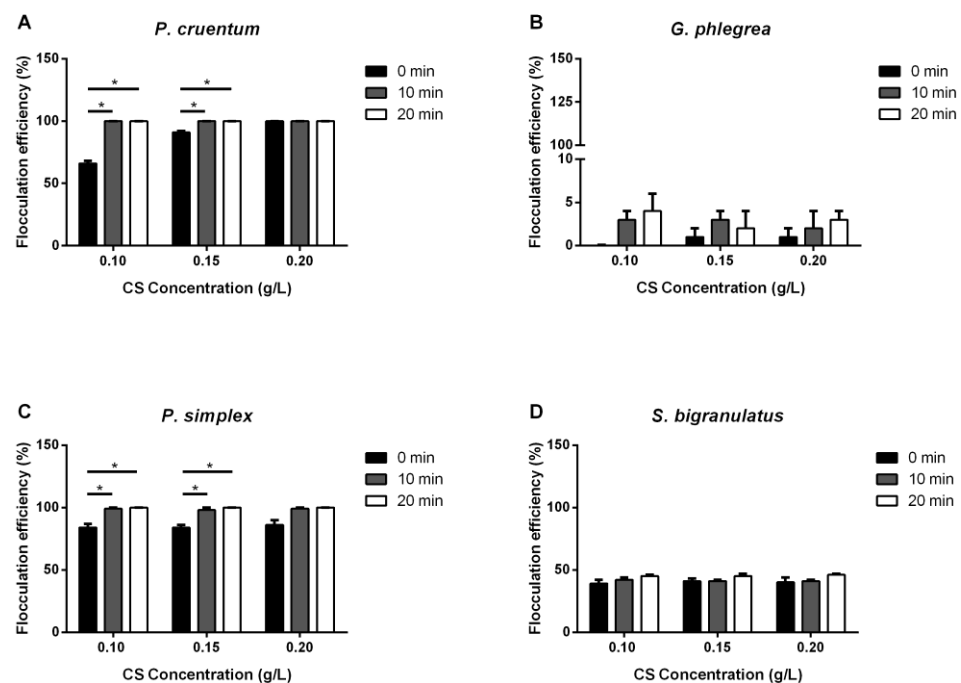 A
P. cruentum
Flocculation efficiency (%)
150
100
50
0
*
*
*
*
0.10 0.15 0.20
CS Concentration (g/L)
0 min
10 min
20 min
B
G. phlegrea
Flocculation efficiency (%)
150
125
100
10
5
0
0.10 0.15 0.20
CS Concentration (g/L)
0 min
10 min
20 min
C
P. simplex
Flocculation efficiency (%)
150
100
50
0
*
*
*
*
0.10 0.15 0.20
CS Concentration (g/L)
0 min
10 min
20 min
D
S. bigranulatus
Flocculation efficiency (%)
150
100
50
0
0.10 0.15 0.20
CS Concentration (g/L)
0 min
10 min
20 min